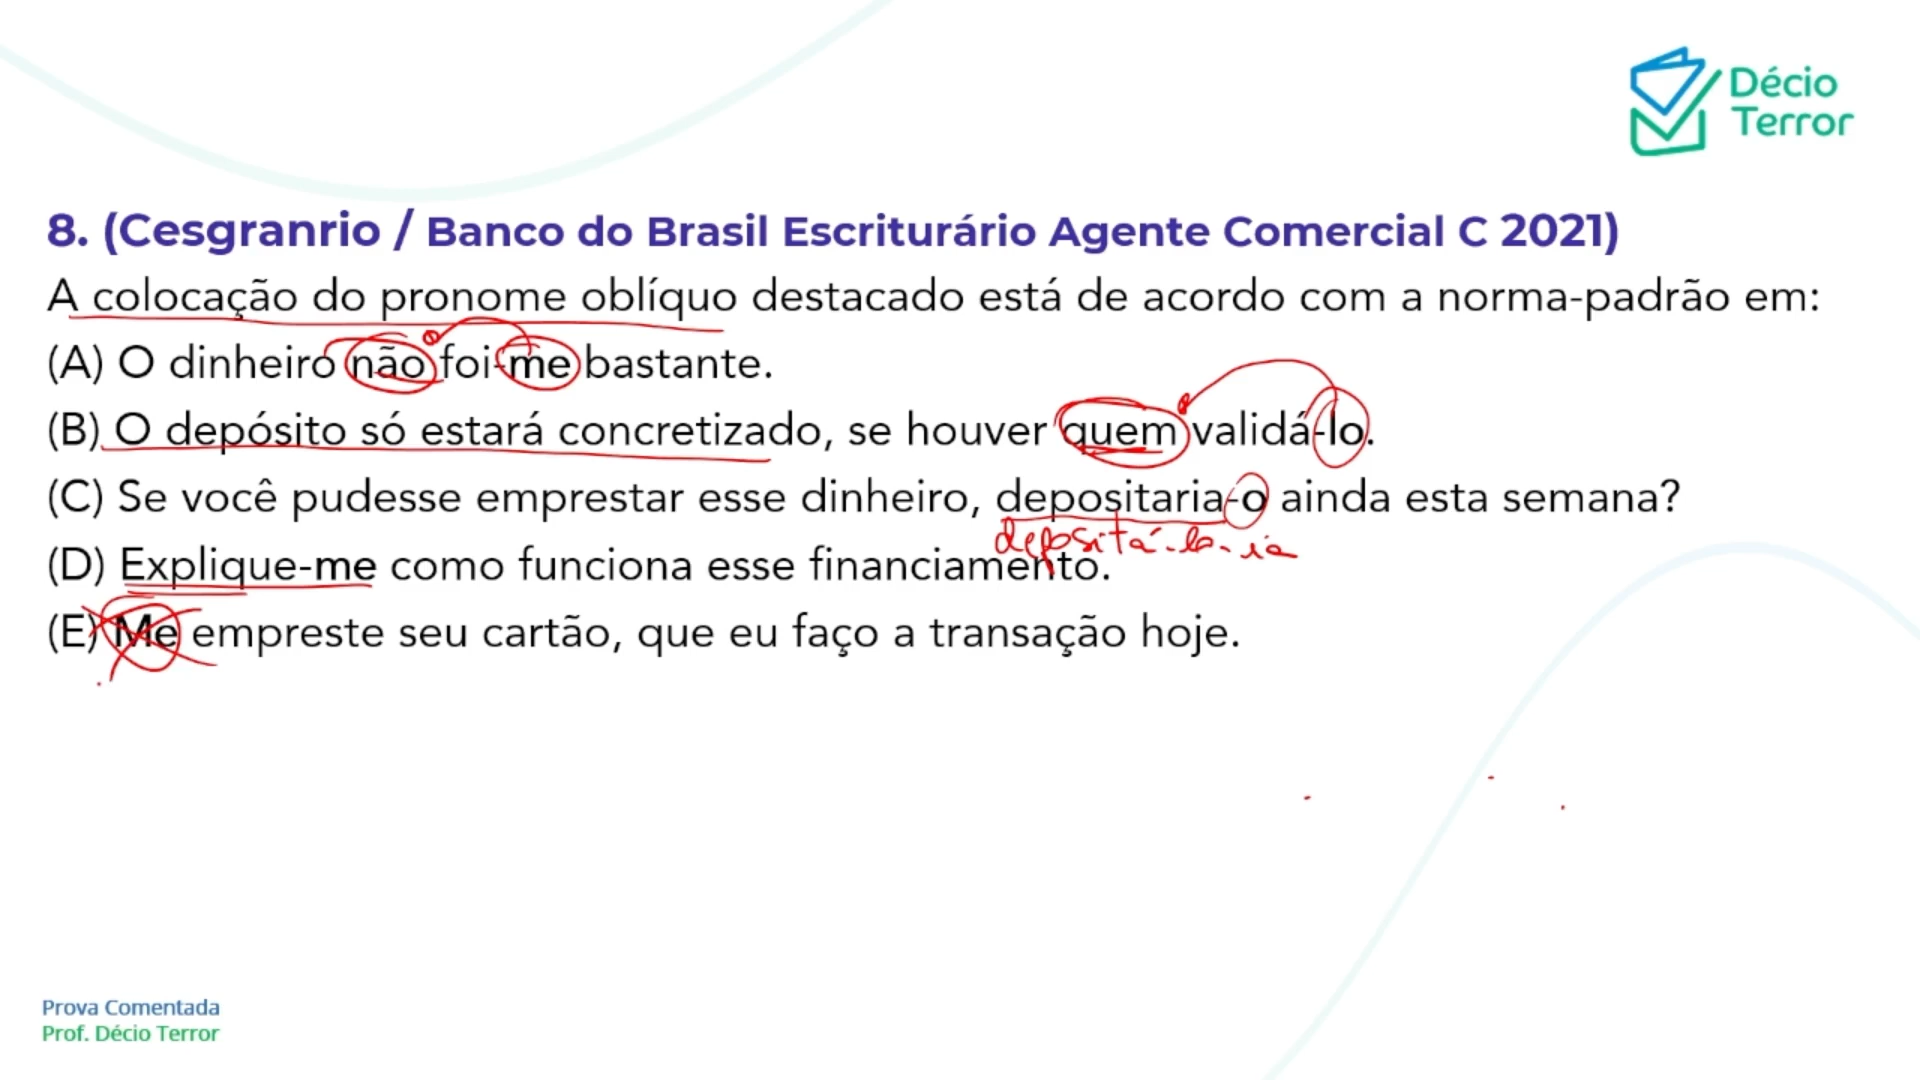 Décio
Terror
8. (Cesgranrio / Banco do Brasil Escriturário Agente Comercial C 2021)
A colocação do pronome oblíquo destacado está de acordo com a norma-padrão em:
(A) O dinheiro não foi-me bastante.
(B) O depósito só estará concretizado, se houver quem validá-lo.
(C) Se você pudesse emprestar esse dinheiro, depositaria-o ainda esta semana?
depositá-lo-ia
(D) Explique-me como funciona esse financiamento.
(E) Me empreste seu cartão, que eu faço a transação hoje.
Prova Comentada
Prof. Décio Terror